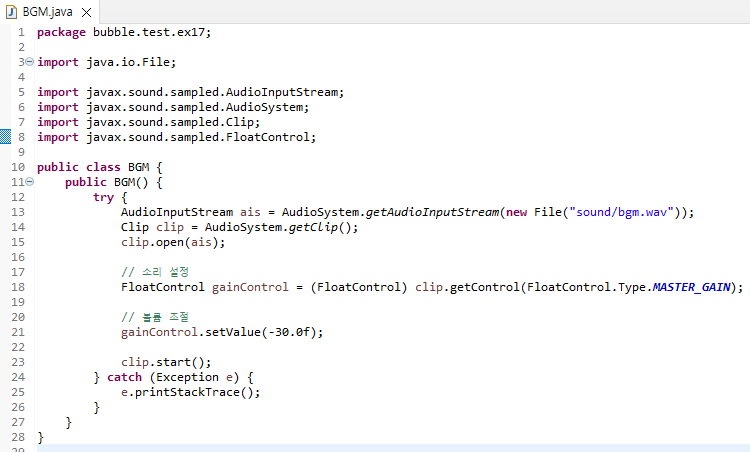 BGM.java
1 package bubble.test.ex17;
2
3 import java.io.File;
4
5 import javax.sound.sampled.AudioInputStream;
6 import javax.sound.sampled.AudioSystem;
7 import javax.sound.sampled.Clip;
8 import javax.sound.sampled.FloatControl;
9
10 public class BGM {
11     public BGM() {
12         try {
13             AudioInputStream ais = AudioSystem.getAudioInputStream(new File("sound/bgm.wav"));
14             Clip clip = AudioSystem.getClip();
15             clip.open(ais);
16
17             // 소리 설정
18             FloatControl gainControl = (FloatControl) clip.getControl(FloatControl.Type.MASTER_GAIN);
19
20             // 볼륨 조절
21             gainControl.setValue(-30.0f);
22
23             clip.start();
24         } catch (Exception e) {
25             e.printStackTrace();
26         }
27     }
28 }
29